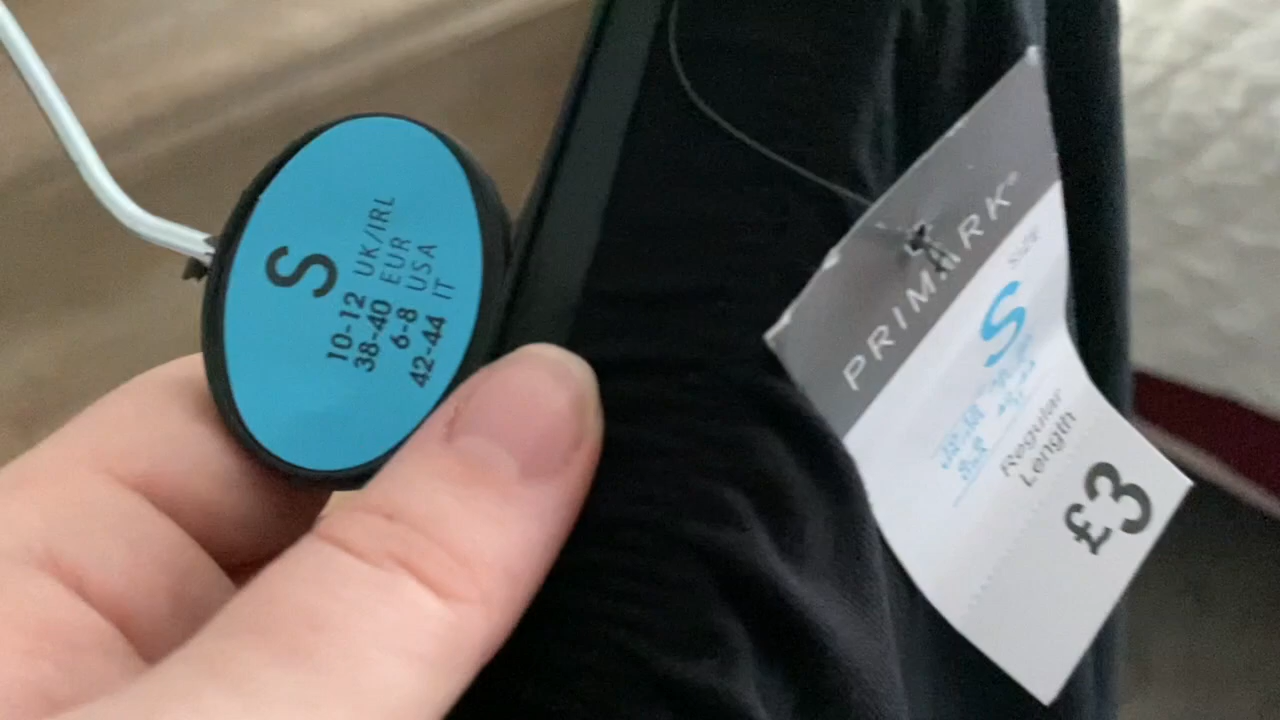 S
10-12 UK/IRL
38-40 EUR
6-8 USA
42-44 IT
PRIMARK®
S
Regular
Length
£3